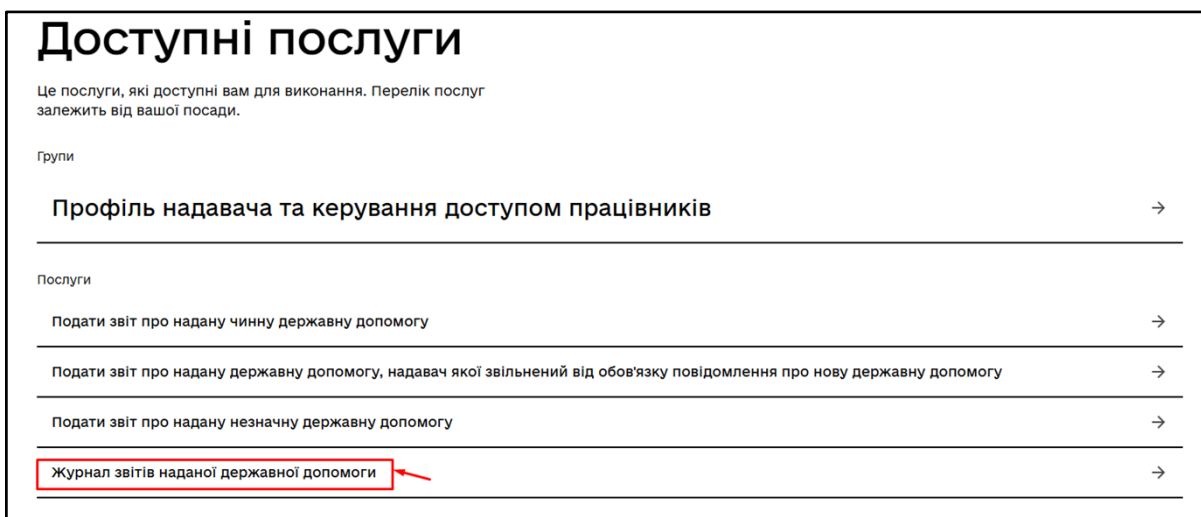 Доступні послуги
Це послуги, які доступні вам для виконання. Перелік послуг
залежить від вашої посади.
Групи
Профіль надавача та керування доступом працівників
Послуги
Подати звіт про надану чинну державну допомогу
Подати звіт про надану державну допомогу, надавач якої звільнений від обов'язку повідомлення про нову державну допомогу
Подати звіт про надану незначну державну допомогу
Журнал звітів наданої державної допомоги